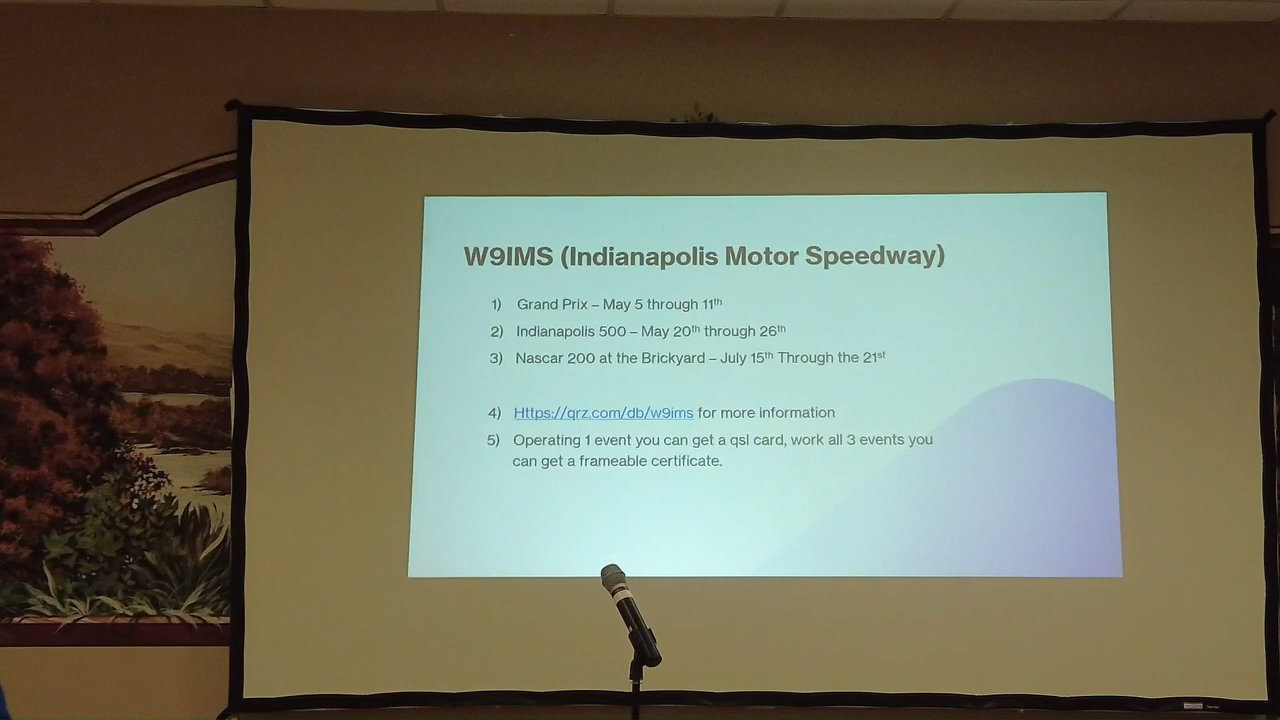 W9IMS (Indianapolis Motor Speedway)
1) Grand Prix – May 5 through 11th
2) Indianapolis 500 – May 20th through 26th
3) Nascar 200 at the Brickyard – July 15th Through the 21st
4) Https://qrz.com/db/w9ims for more information
5) Operating 1 event you can get a qsl card, work all 3 events you
can get a frameable certificate.